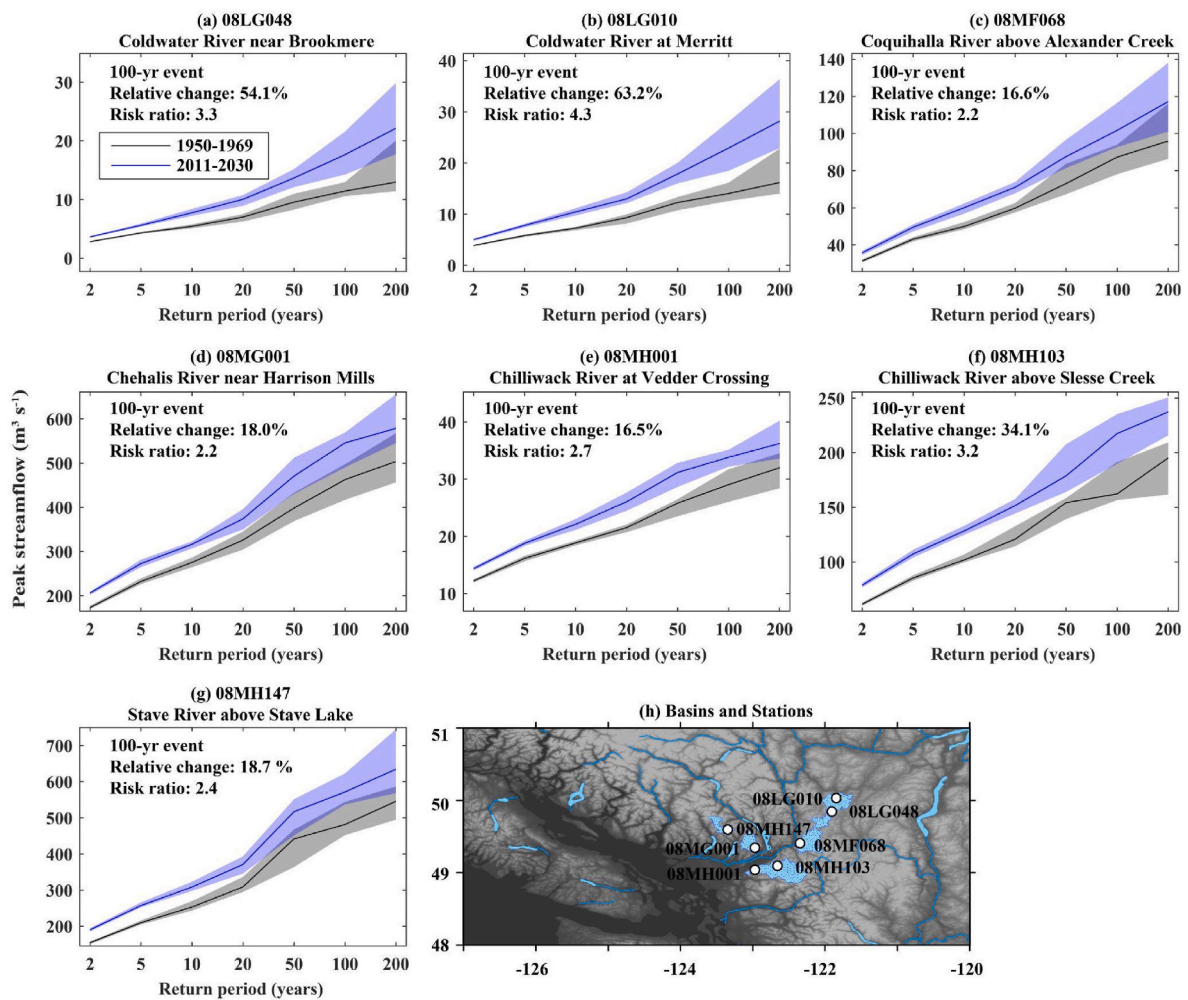 (a) 08LG048
Coldwater River near Brookmere
100-yr event
Relative change: 54.1%
Risk ratio: 3.3
1950-1969
2011-2030
30
20
10
0
2 5 10 20 50 100 200
Return period (years)
(b) 08LG010
Coldwater River at Merritt
100-yr event
Relative change: 63.2%
Risk ratio: 4.3
40
30
20
10
0
2 5 10 20 50 100 200
Return period (years)
(c) 08MF068
Coquihalla River above Alexander Creek
100-yr event
Relative change: 16.6%
Risk ratio: 2.2
140
120
100
80
60
40
2 5 10 20 50 100 200
Return period (years)
Peak streamflow (m³ s⁻¹)
(d) 08MG001
Chehalis River near Harrison Mills
100-yr event
Relative change: 18.0%
Risk ratio: 2.2
600
500
400
300
200
2 5 10 20 50 100 200
Return period (years)
(e) 08MH001
Chilliwack River at Vedder Crossing
100-yr event
Relative change: 16.5%
Risk ratio: 2.7
40
30
20
10
2 5 10 20 50 100 200
Return period (years)
(f) 08MH103
Chilliwack River above Slesse Creek
100-yr event
Relative change: 34.1%
Risk ratio: 3.2
250
200
150
100
2 5 10 20 50 100 200
Return period (years)
(g) 08MH147
Stave River above Stave Lake
100-yr event
Relative change: 18.7 %
Risk ratio: 2.4
700
600
500
400
300
200
2 5 10 20 50 100 200
Return period (years)
(h) Basins and Stations
51
50
49
48
08LG010
08LG048
08MH147
08MG001
08MF068
08MH001
08MH103
-126 -124 -122 -120